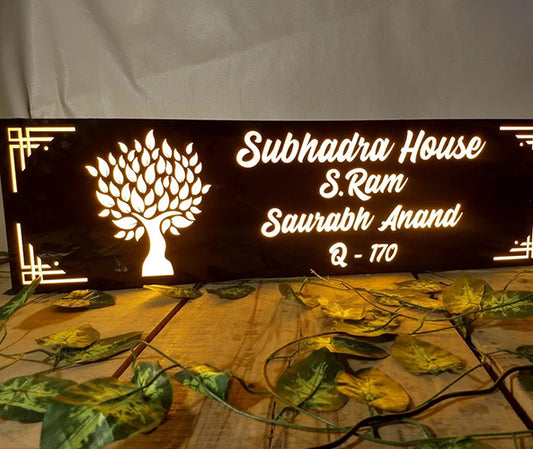 Subhadra House
S.Ram
Saurabh Anand
Q - 170